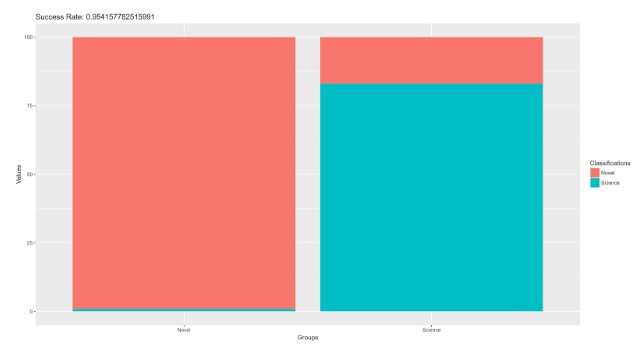 Success Rate: 0.954157782515991
100
75
50
25
0
Values
Novel
Science
Groups
Classifications
Novel
Science